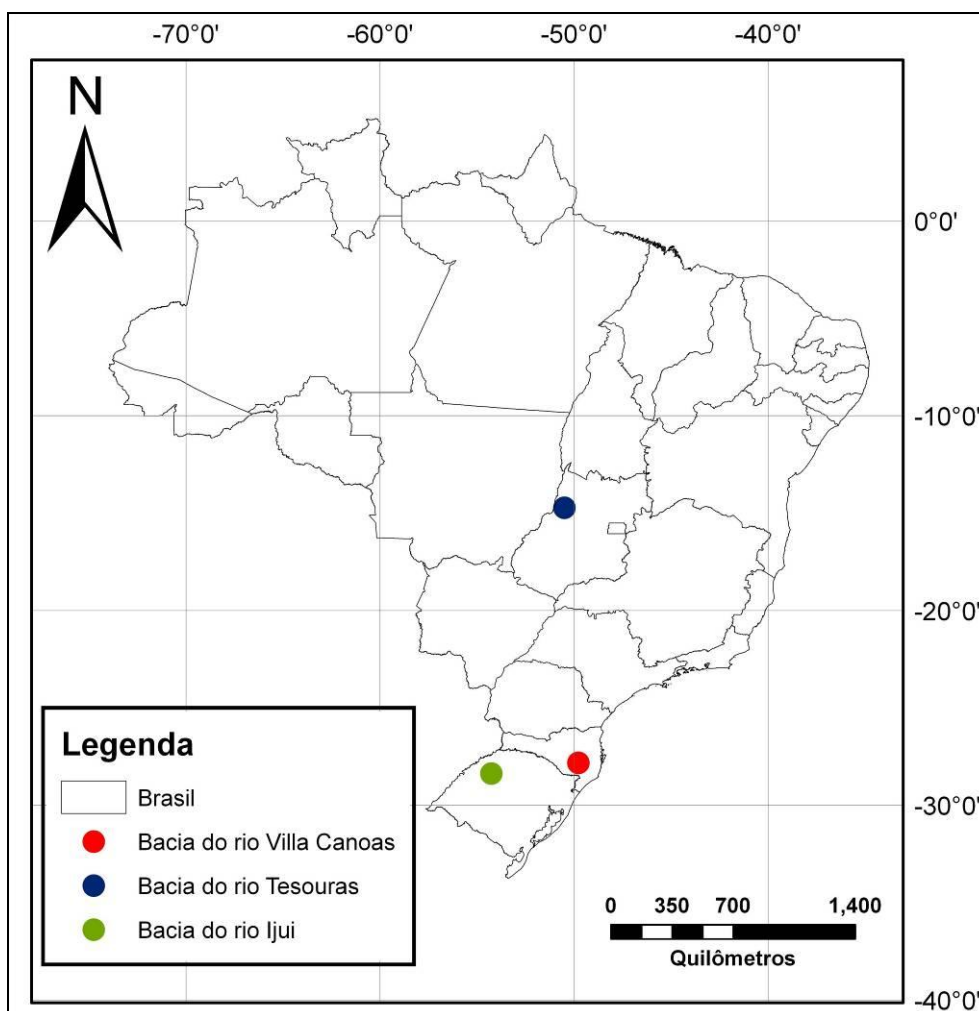 -70°0' -60°0' -50°0' -40°0'
N
0°0'
-10°0'
-20°0'
-30°0'
-40°0'
Legenda
Brasil
Bacia do rio Villa Canoas
Bacia do rio Tesouras
Bacia do rio Ijui
0 350 700 1,400
Quilômetros